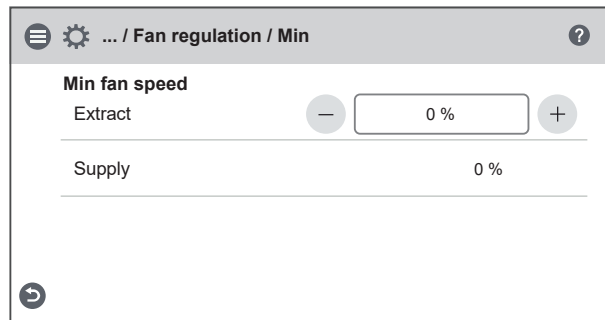 ... / Fan regulation / Min
?
Min fan speed
Extract
−
0 %
+
Supply
0 %